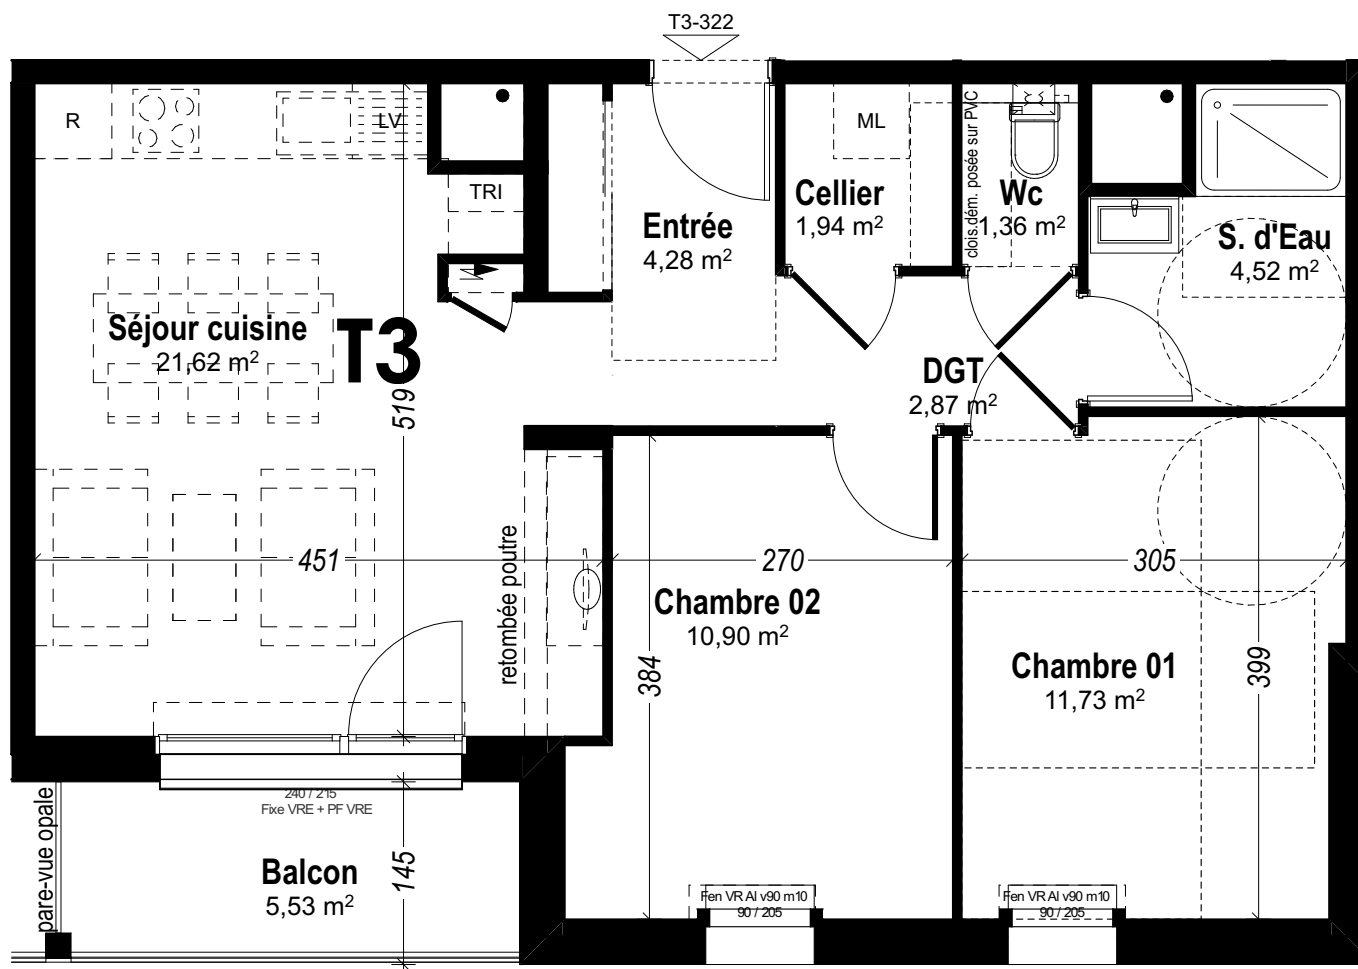 T3-322
R
LV
TRI
ML
clois.dém. posée sur PVC
Cellier
1,94 m²
Wc
1,36 m²
Entrée
4,28 m²
S. d'Eau
4,52 m²
Séjour cuisine
21,62 m²
T3
519
DGT
2,87 m²
451
270
305
retombée poutre
Chambre 02
10,90 m²
384
Chambre 01
11,73 m²
399
240 / 215
Fixe VRE + PF VRE
pare-vue opale
Balcon
5,53 m²
145
Fen VR Al v90 m10
90 / 205
Fen VR Al v90 m10
90 / 205